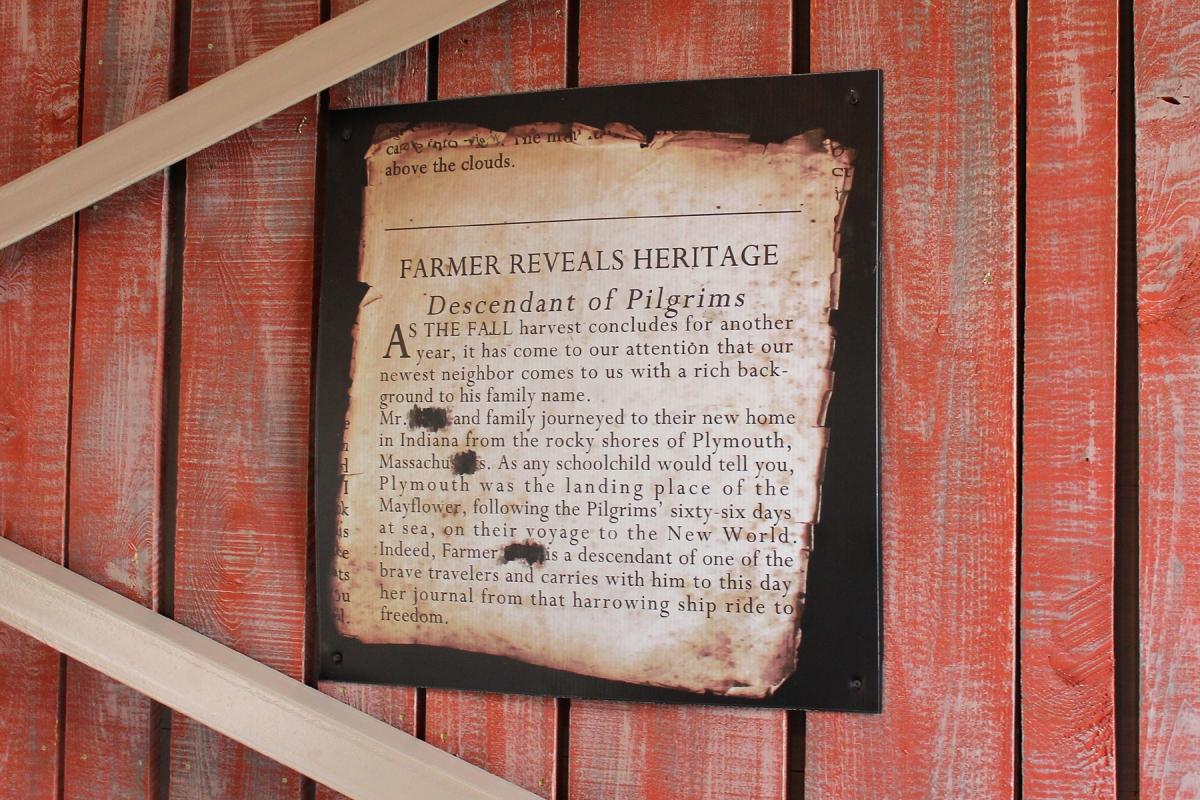 The
above the clouds.
FARMER REVEALS HERITAGE
Descendant of Pilgrims
AS THE FALL harvest concludes for another
year, it has come to our attention that our
newest neighbor comes to us with a rich back-
ground to his family name.
Mr. and family journeyed to their new home
in Indiana from the rocky shores of Plymouth,
Massachu s. As any schoolchild would tell you,
Plymouth was the landing place of the
Mayflower, following the Pilgrims' sixty-six days
at sea, on their voyage to the New World.
Indeed, Farmer is a descendant of one of the
brave travelers and carries with him to this day
her journal from that harrowing ship ride to
freedom.